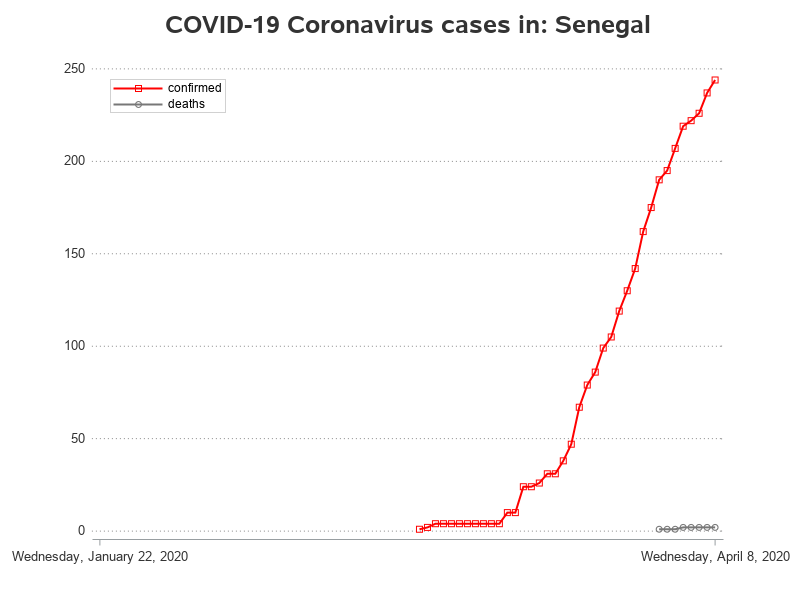 COVID-19 Coronavirus cases in: Senegal
250
confirmed
deaths
200
150
100
50
0
Wednesday, January 22, 2020 Wednesday, April 8, 2020